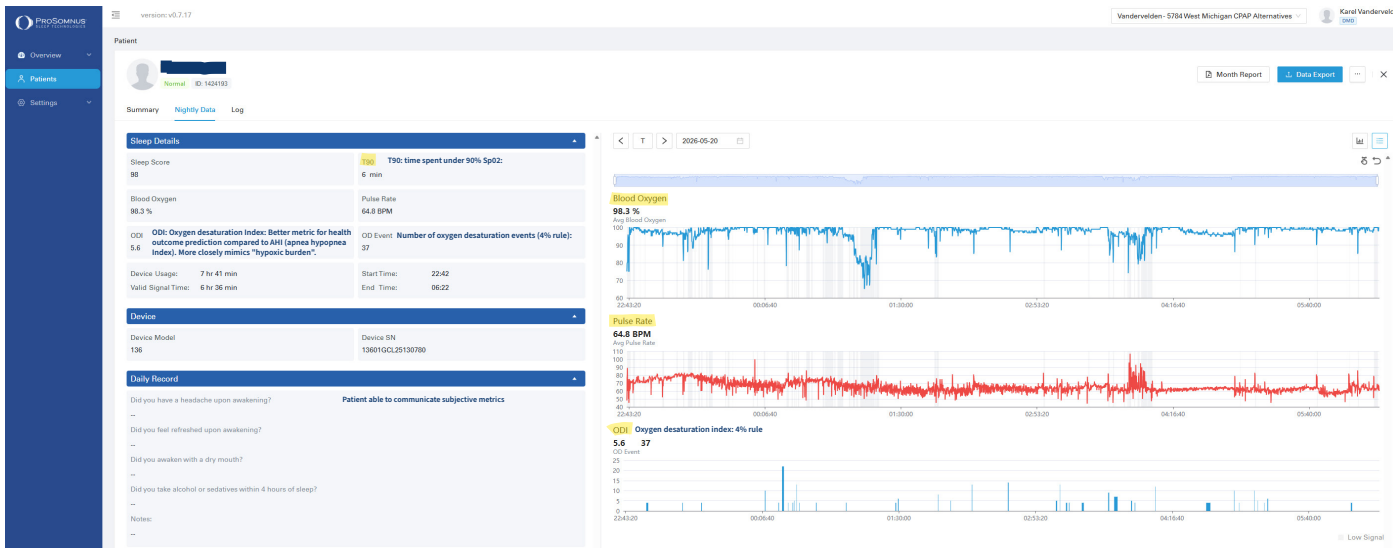 PROSOMNUS
SLEEP TECHNOLOGIES
version: v0.7.17
Vandervelden- 5784 West Michigan CPAP Alternatives
Karel Vanderveld
DMD
Overview
Patients
Settings
Patient
Normal
ID: 1424193
Month Report
Data Export
...
Summary
Nightly Data
Log
Sleep Details
Sleep Score
98
T90
T90: time spent under 90% Sp02:
6 min
Blood Oxygen
98.3 %
Pulse Rate
64.8 BPM
ODI
5.6
ODI: Oxygen desaturation Index: Better metric for health
outcome prediction compared to AHI (apnea hypopnea
Index). More closely mimics "hypoxic burden".
OD Event
Number of oxygen desaturation events (4% rule):
37
Device Usage: 7 hr 41 min
Valid Signal Time: 6 hr 36 min
Start Time: 22:42
End Time: 06:22
Device
Device Model
136
Device SN
13601GCL25130780
Daily Record
Did you have a headache upon awakening?
Patient able to communicate subjective metrics
--
Did you feel refreshed upon awakening?
--
Did you awaken with a dry mouth?
--
Did you take alcohol or sedatives within 4 hours of sleep?
--
Notes:
--
T
2026-05-20
Blood Oxygen
98.3 %
Avg Blood Oxygen
100
90
80
70
60
22:43:20 00:06:40 01:30:00 02:53:20 04:16:40 05:40:00
Pulse Rate
64.8 BPM
Avg Pulse Rate
110
100
90
80
70
60
50
40
22:43:20 00:06:40 01:30:00 02:53:20 04:16:40 05:40:00
ODI
Oxygen desaturation index: 4% rule
5.6 37
OD Event
25
20
15
10
5
0
22:43:20 00:06:40 01:30:00 02:53:20 04:16:40 05:40:00
Low Signal